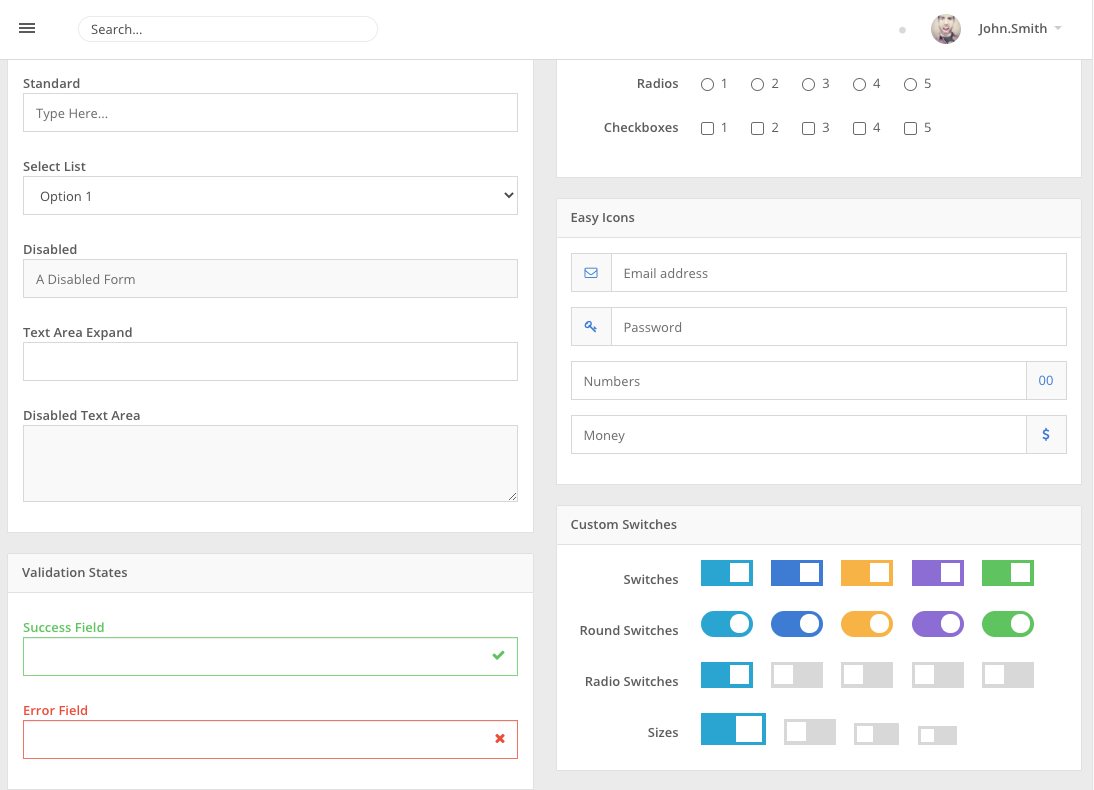 Search...
John.Smith
Standard
Type Here...
Select List
Option 1
Disabled
A Disabled Form
Text Area Expand
Disabled Text Area
Validation States
Success Field
Error Field
Radios 1 2 3 4 5
Checkboxes 1 2 3 4 5
Easy Icons
Email address
Password
Numbers 00
Money $
Custom Switches
Switches
Round Switches
Radio Switches
Sizes